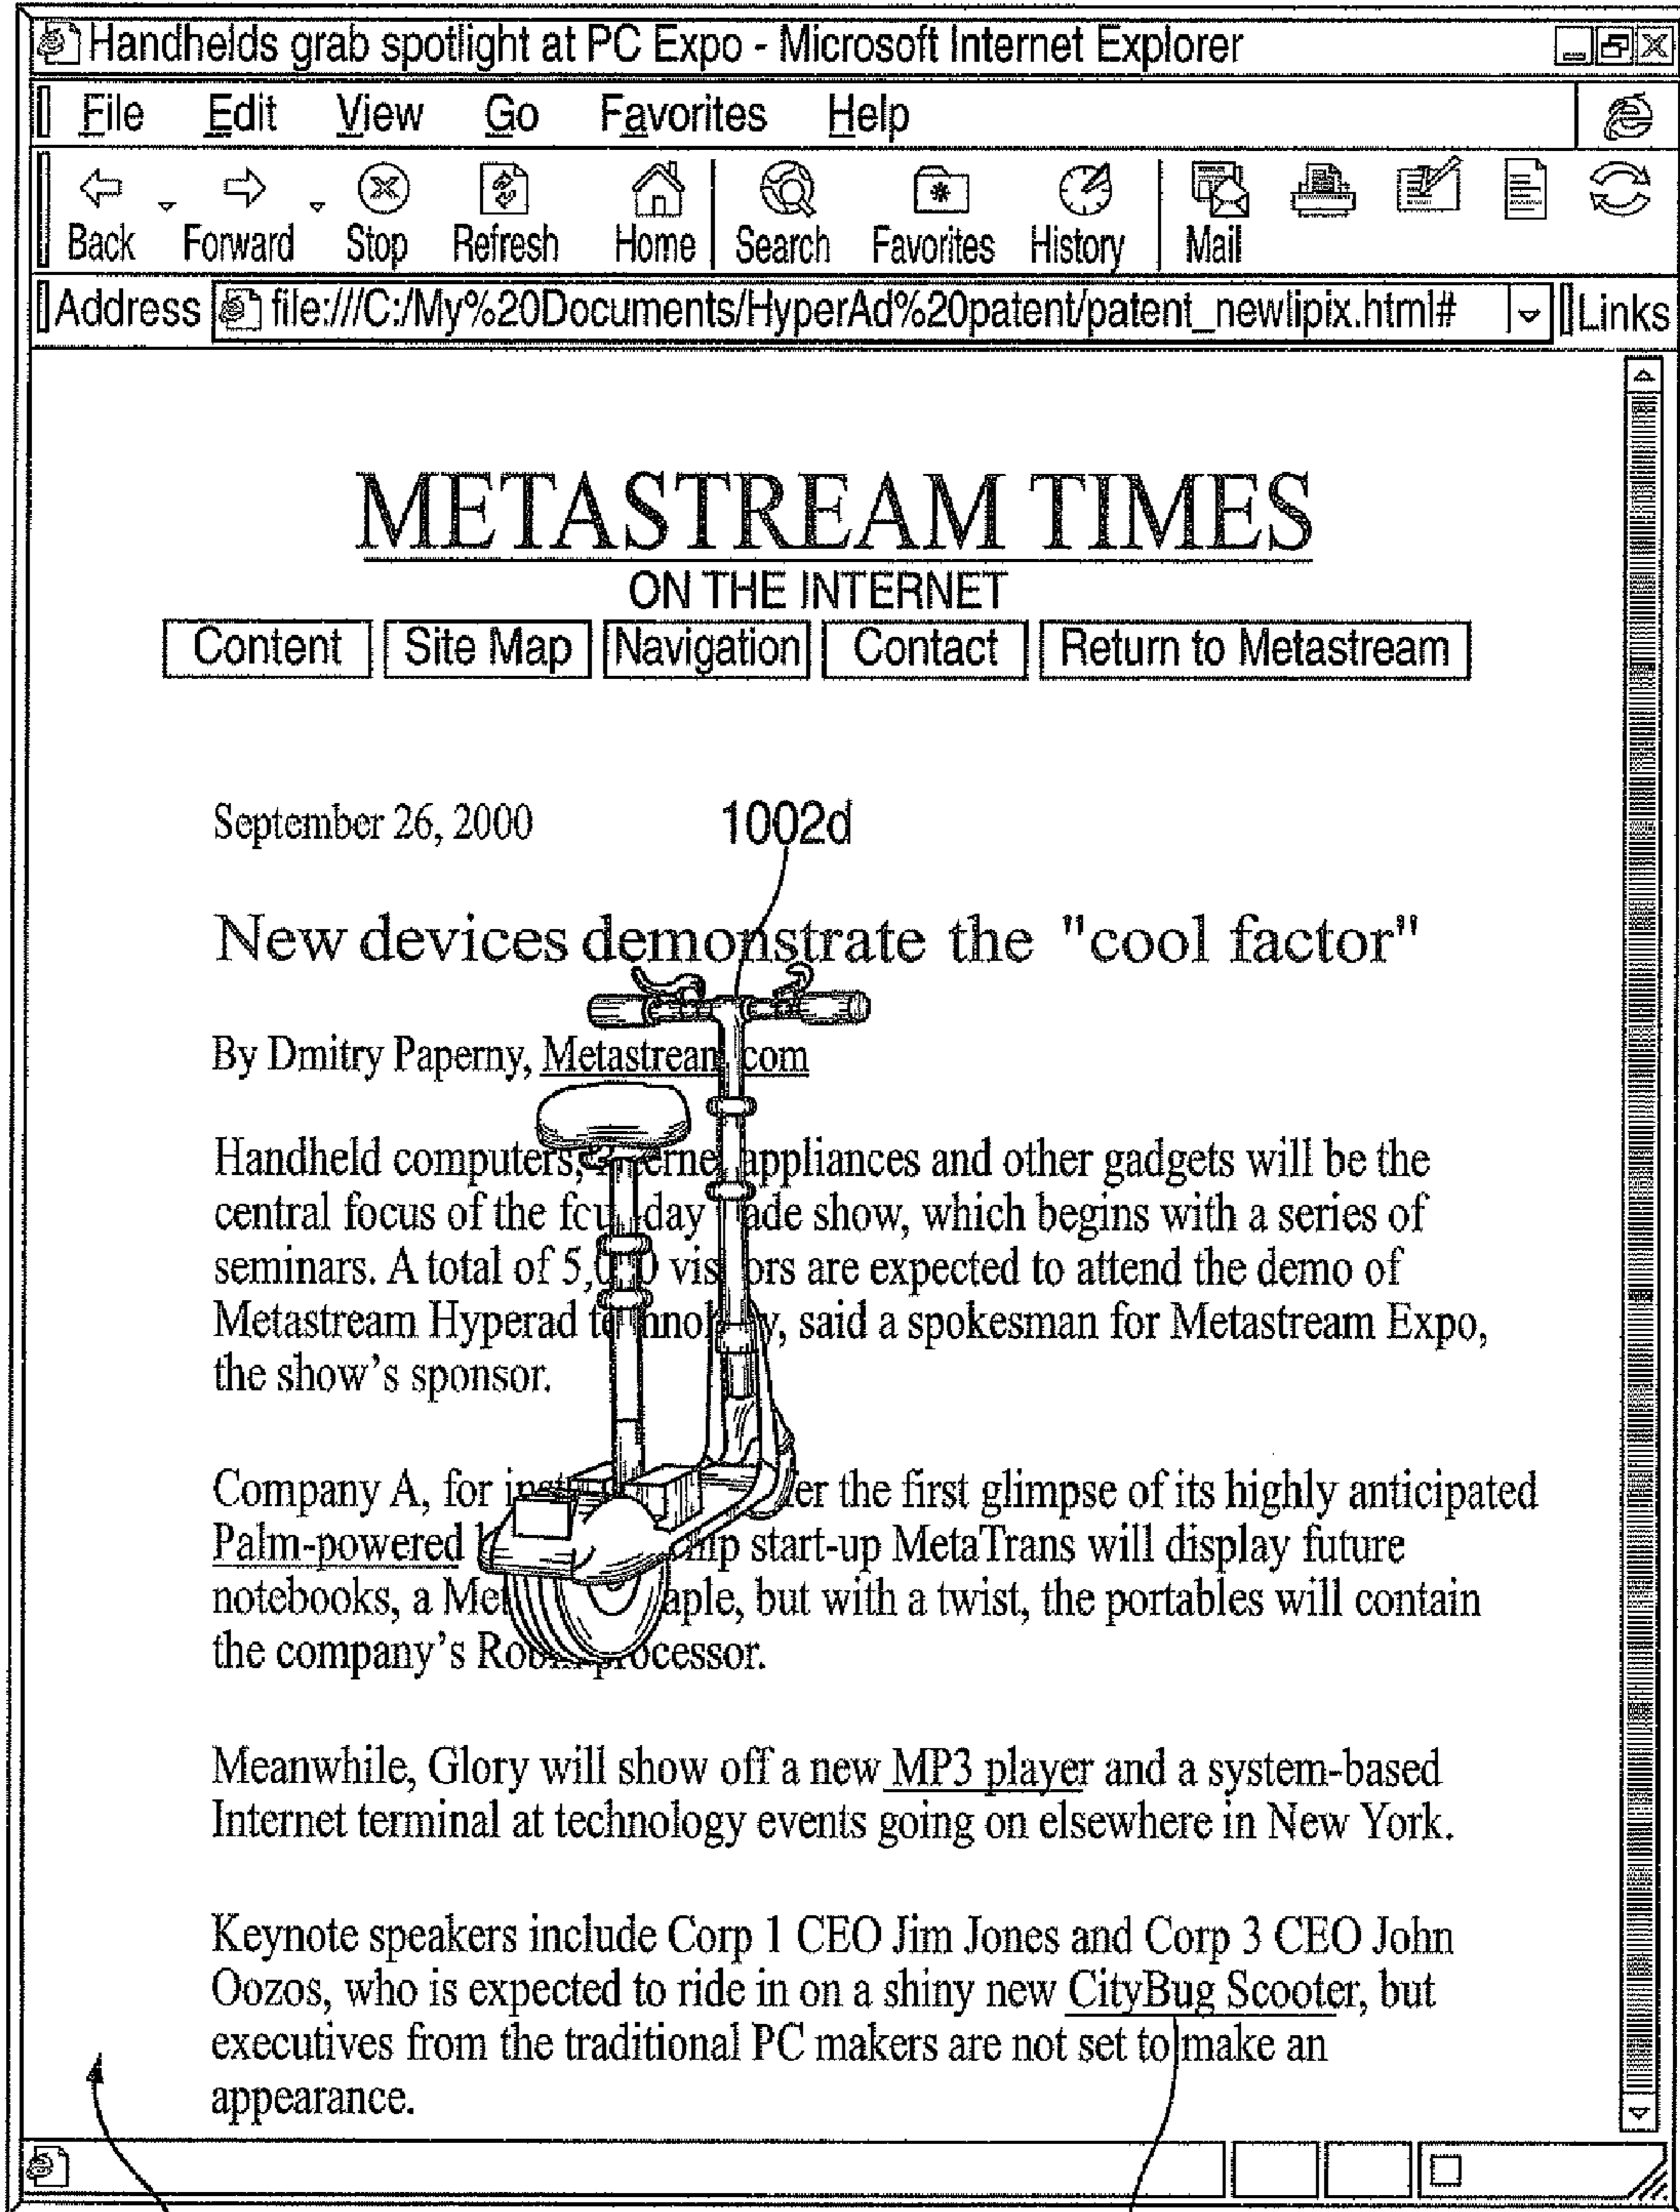 Handhelds grab spotlight at PC Expo - Microsoft Internet Explorer
File Edit View Go Favorites Help
Back Forward Stop Refresh Home Search Favorites History Mail
Address file:///C:/My%20Documents/HyperAd%20patent/patent_newlipix.html# Links
METASTREAM TIMES
ON THE INTERNET
Content Site Map Navigation Contact Return to Metastream
September 26, 2000 1002d
New devices demonstrate the "cool factor"
By Dmitry Paperny, Metastream com
Handheld computers, appliances and other gadgets will be the
central focus of the day show, which begins with a series of
seminars. A total of are expected to attend the demo of
Metastream Hyperad said a spokesman for Metastream Expo,
the show's sponsor.
Company A, for the first glimpse of its highly anticipated
Palm-powered start-up MetaTrans will display future
notebooks, a but with a twist, the portables will contain
the company's processor.
Meanwhile, Glory will show off a new MP3 player and a system-based
Internet terminal at technology events going on elsewhere in New York.
Keynote speakers include Corp 1 CEO Jim Jones and Corp 3 CEO John
Oozos, who is expected to ride in on a shiny new CityBug Scooter, but
executives from the traditional PC makers are not set to make an
appearance.